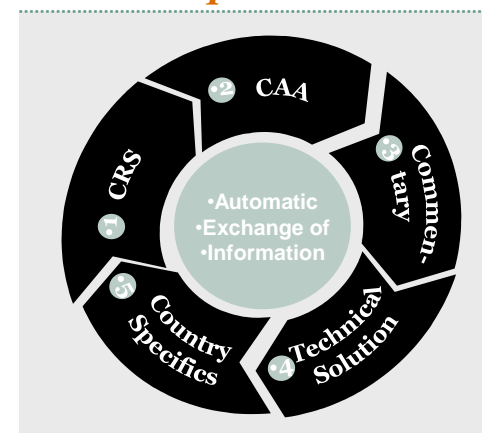 •Automatic
•Exchange of
•Information
•1 CRS
•2 CAA
•3 Commen-
tary
•4 Technical
Solution
•5 Country
Specifics